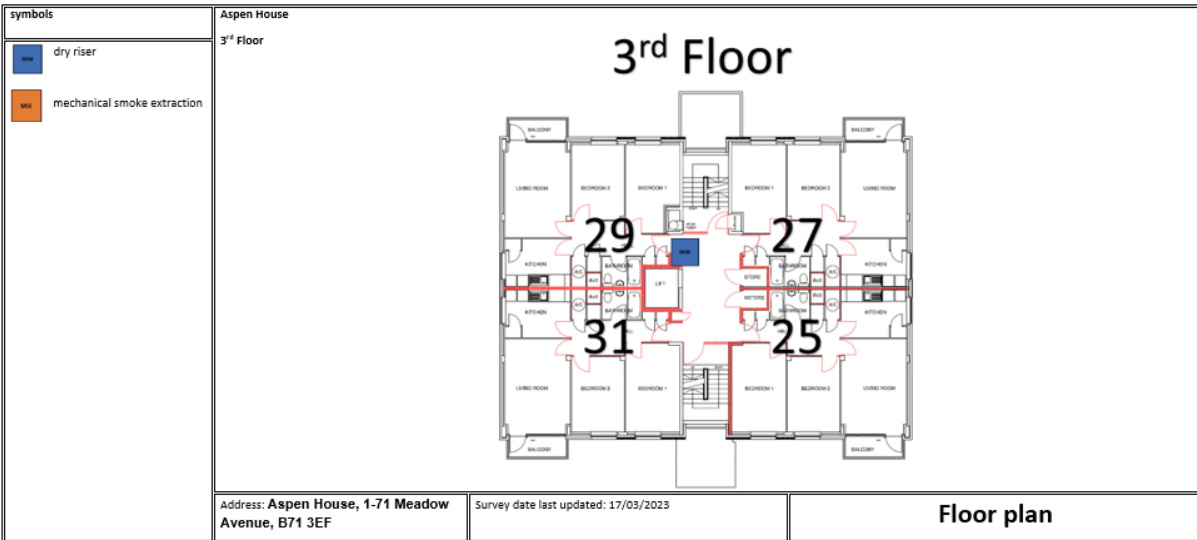 symbols
dry riser
MSE
mechanical smoke extraction
Aspen House
3rd Floor
3rd Floor
BALCONY
BALCONY
LIVING ROOM
BEDROOM 2
BEDROOM 1
BEDROOM 1
BEDROOM 2
LIVING ROOM
29
27
KITCHEN
BATHROOM
BATHROOM
KITCHEN
A/C
A/C
LIFT
STORE
METERS
KITCHEN
A/C
BATHROOM
BATHROOM
A/C
KITCHEN
31
25
LIVING ROOM
BEDROOM 2
BEDROOM 1
BEDROOM 1
BEDROOM 2
LIVING ROOM
BALCONY
BALCONY
Address: Aspen House, 1-71 Meadow
Avenue, B71 3EF
Survey date last updated: 17/03/2023
Floor plan